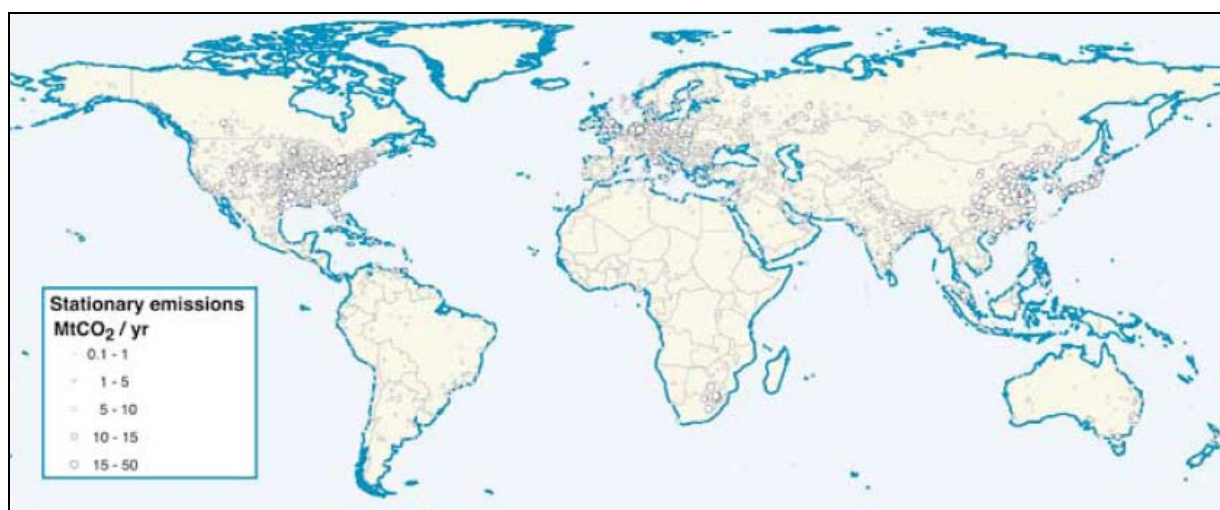 Stationary emissions
MtCO₂ / yr
0.1 - 1
1 - 5
5 - 10
10 - 15
15 - 50